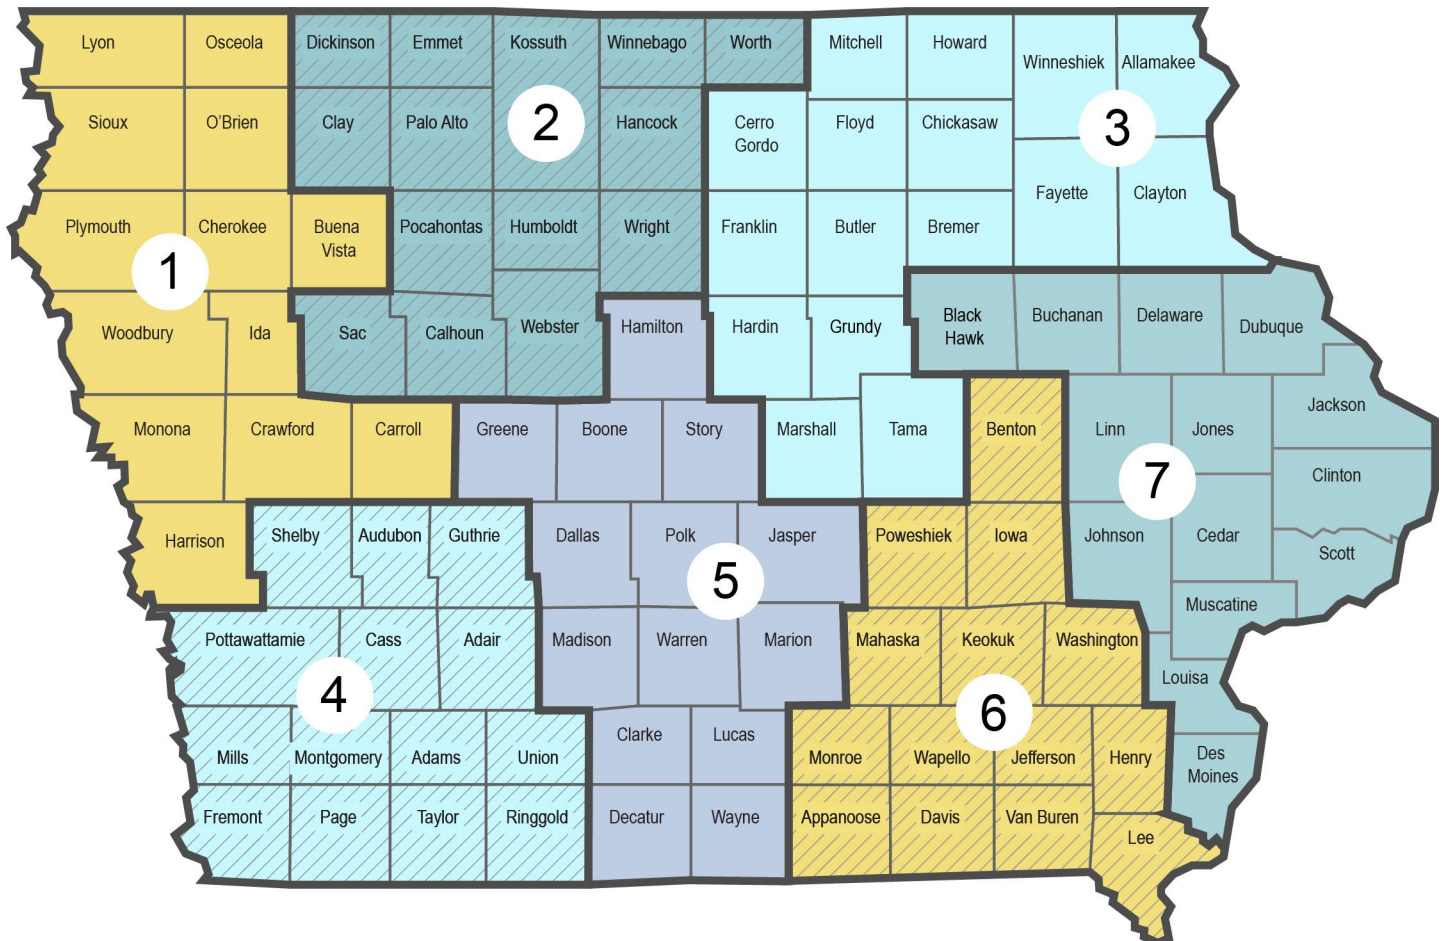 Lyon
Osceola
Dickinson
Emmet
Kossuth
Winnebago
Worth
Mitchell
Howard
Winneshiek
Allamakee
Sioux
O'Brien
Clay
Palo Alto
2
Hancock
Cerro
Gordo
Floyd
Chickasaw
3
Plymouth
Cherokee
Buena
Vista
Pocahontas
Humboldt
Wright
Franklin
Butler
Bremer
Fayette
Clayton
1
Woodbury
Ida
Sac
Calhoun
Webster
Hamilton
Hardin
Grundy
Black
Hawk
Buchanan
Delaware
Dubuque
Monona
Crawford
Carroll
Greene
Boone
Story
Marshall
Tama
Benton
Linn
Jones
Jackson
7
Clinton
Harrison
Shelby
Audubon
Guthrie
Dallas
Polk
Jasper
Poweshiek
Iowa
Johnson
Cedar
Scott
5
Muscatine
Pottawattamie
Cass
Adair
Madison
Warren
Marion
Mahaska
Keokuk
Washington
Louisa
4
6
Mills
Montgomery
Adams
Union
Clarke
Lucas
Monroe
Wapello
Jefferson
Henry
Des
Moines
Fremont
Page
Taylor
Ringgold
Decatur
Wayne
Appanoose
Davis
Van Buren
Lee